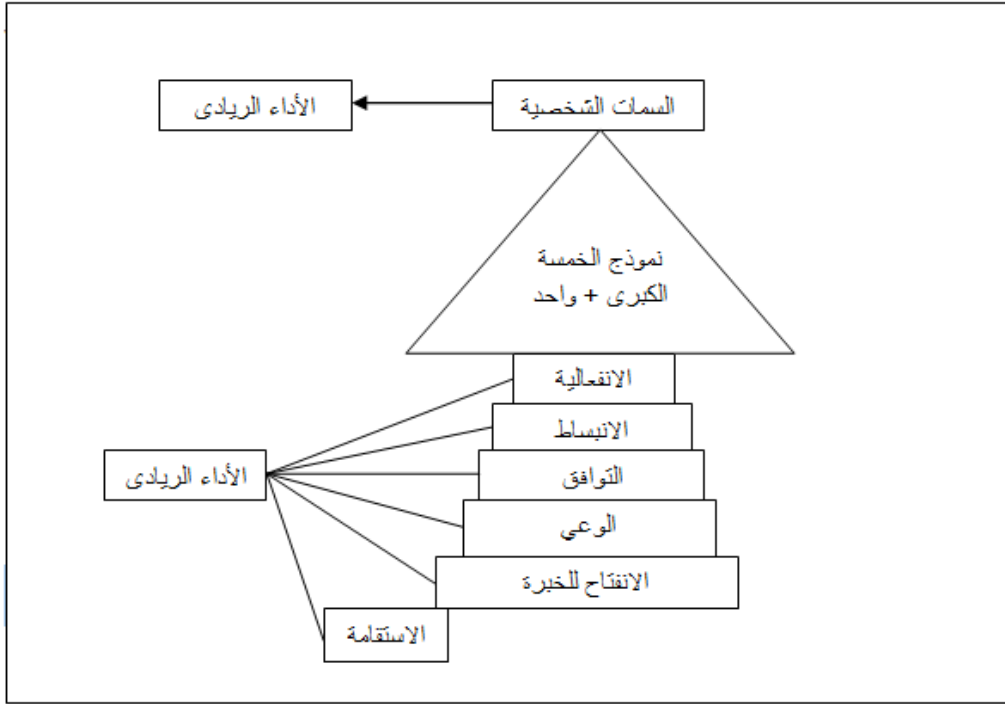 السمات الشخصية
الأداء الريادى
نموذج الخمسة
الكبرى + واحد
الانفعالية
الانبساط
التوافق
الأداء الريادى
الوعي
الانفتاح للخبرة
الاستقامة